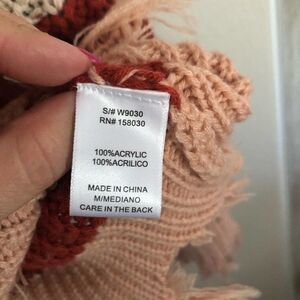 S/# W9030
RN# 158030
100%ACRYLIC
100%ACRILICO
MADE IN CHINA
M/MEDIANO
CARE IN THE BACK